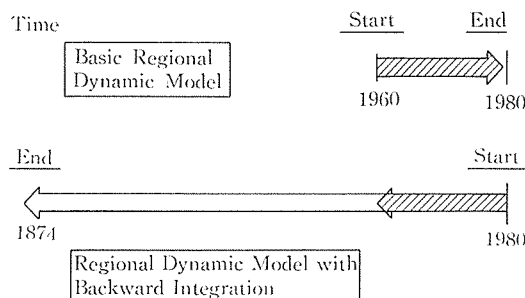 Time
Start End
Basic Regional
Dynamic Model
1960 1980
End Start
1874 1980
Regional Dynamic Model with
Backward Integration